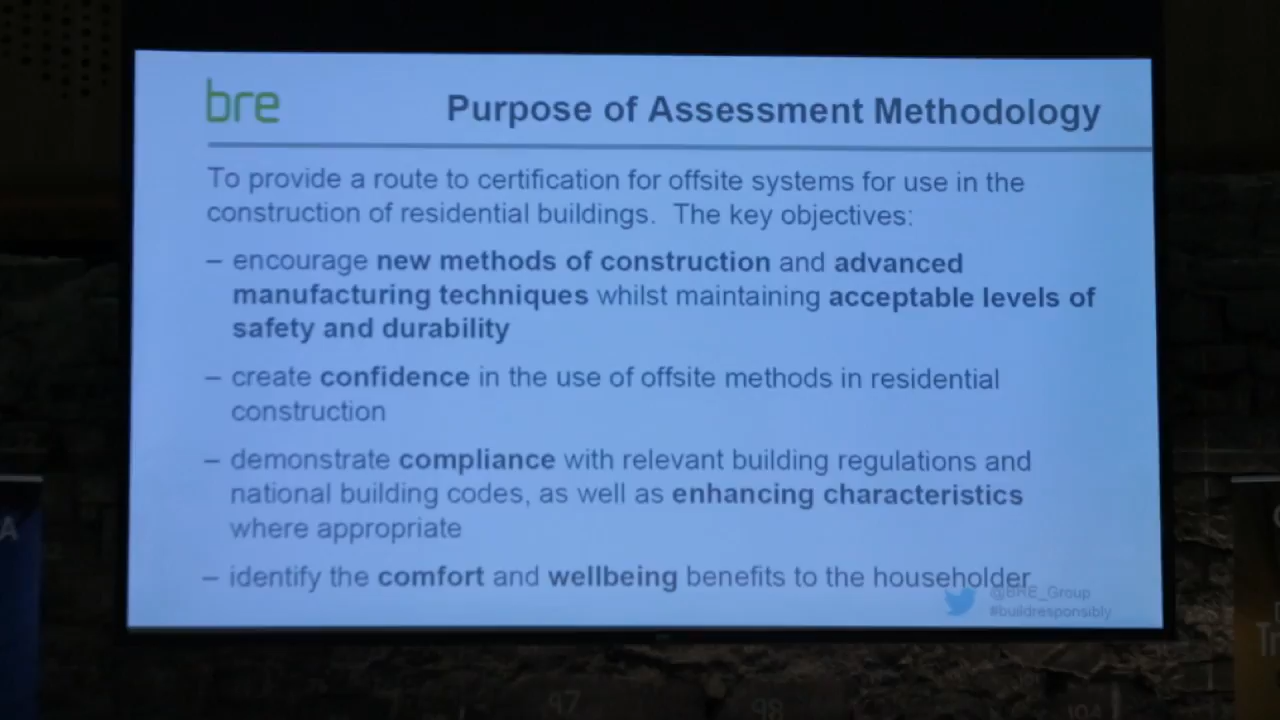 bre
Purpose of Assessment Methodology
To provide a route to certification for offsite systems for use in the
construction of residential buildings. The key objectives:
– encourage new methods of construction and advanced
manufacturing techniques whilst maintaining acceptable levels of
safety and durability
– create confidence in the use of offsite methods in residential
construction
– demonstrate compliance with relevant building regulations and
national building codes, as well as enhancing characteristics
where appropriate
– identify the comfort and wellbeing benefits to the householder
@BRE_Group
#buildresponsibly
A
97
98